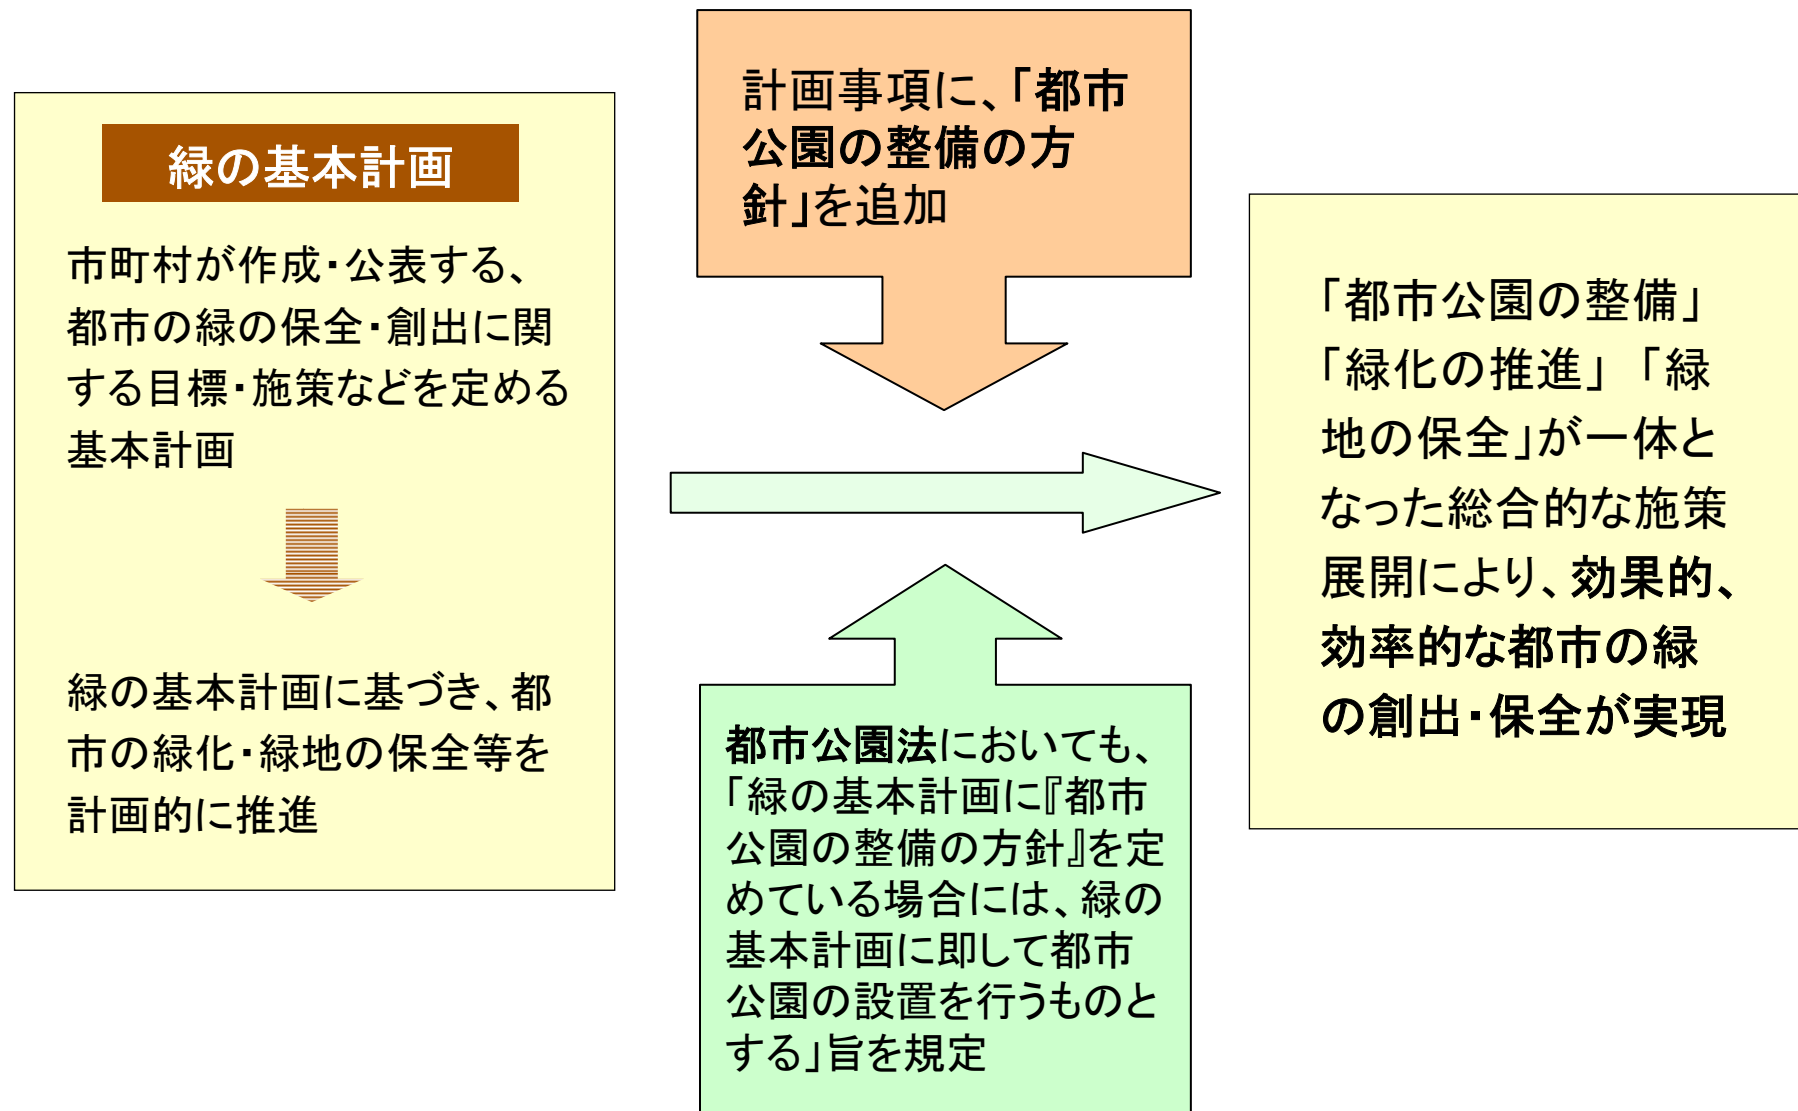 緑の基本計画
市町村が作成・公表する、
都市の緑の保全・創出に関
する目標・施策などを定める
基本計画
緑の基本計画に基づき、都
市の緑化・緑地の保全等を
計画的に推進
計画事項に、「都市
公園の整備の方
針」を追加
都市公園法においても、
「緑の基本計画に『都市
公園の整備の方針』を定
めている場合には、緑の
基本計画に即して都市
公園の設置を行うものと
する」旨を規定
「都市公園の整備」
「緑化の推進」「緑
地の保全」が一体と
なった総合的な施策
展開により、効果的、
効率的な都市の緑
の創出・保全が実現